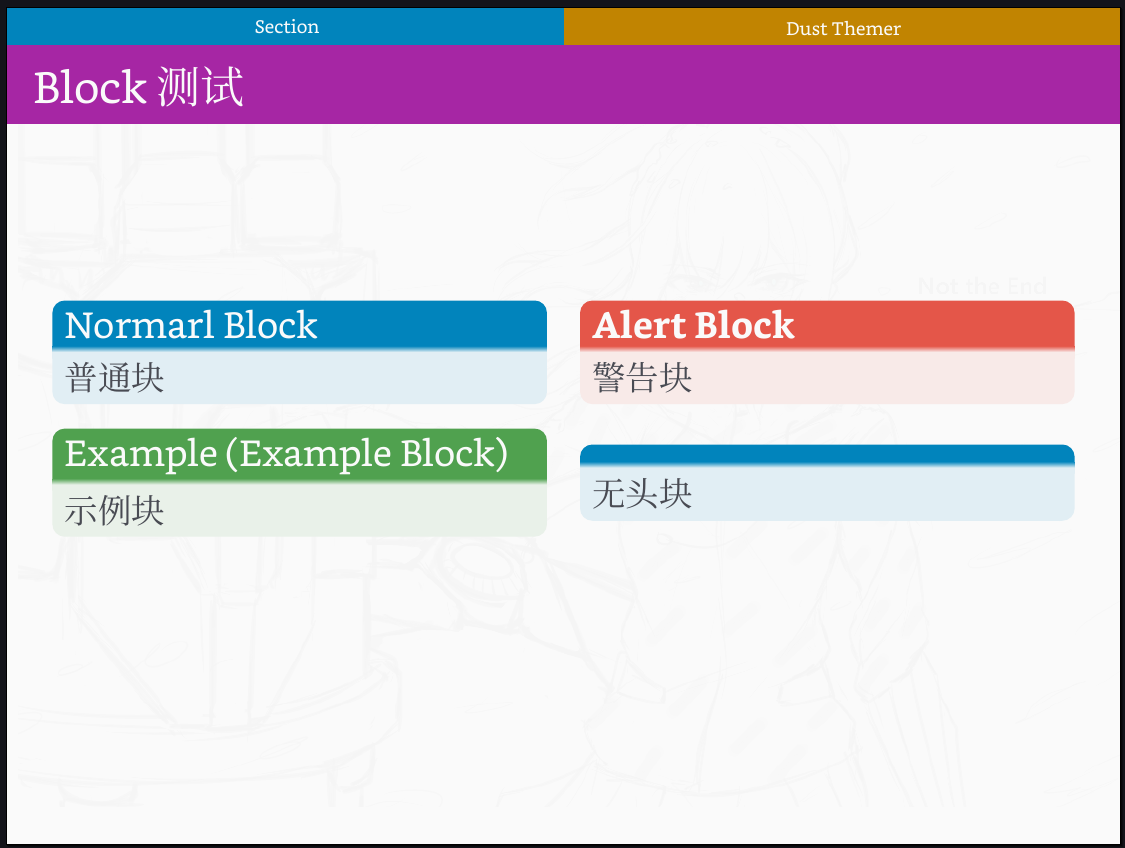 Section
Dust Themer
Block 测试
Not the End
Normarl Block
普通块
Alert Block
警告块
Example (Example Block)
示例块
无头块